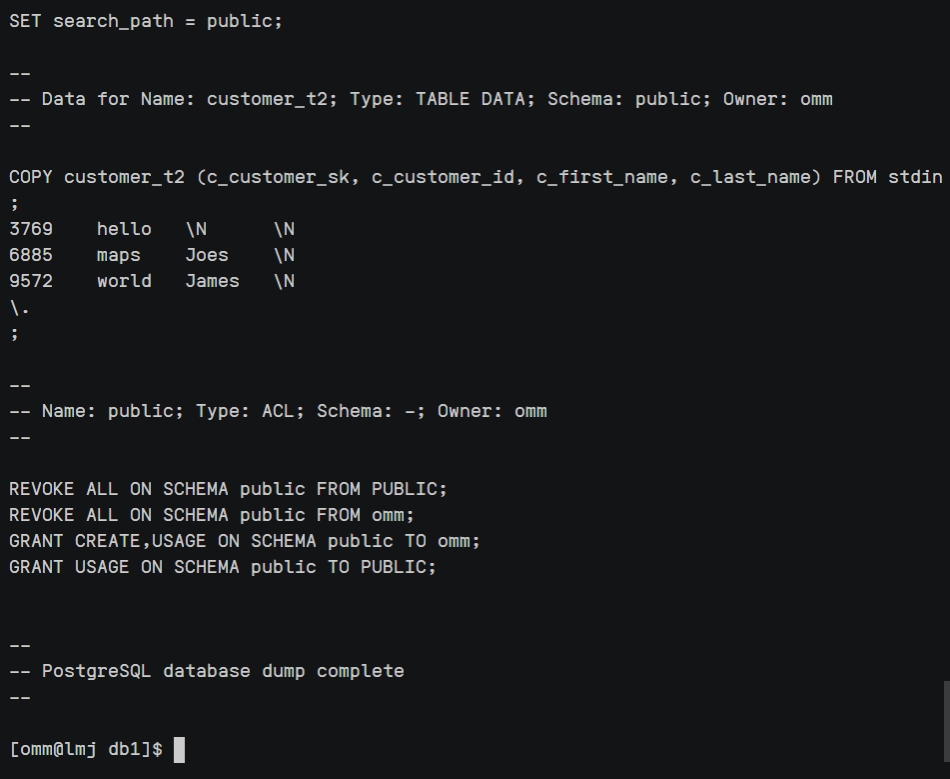 SET search_path = public;
--
-- Data for Name: customer_t2; Type: TABLE DATA; Schema: public; Owner: omm
--
COPY customer_t2 (c_customer_sk, c_customer_id, c_first_name, c_last_name) FROM stdin
;
3769    hello   \N      \N
6885    maps    Joes    \N
9572    world   James   \N
\.
;
--
-- Name: public; Type: ACL; Schema: -; Owner: omm
--
REVOKE ALL ON SCHEMA public FROM PUBLIC;
REVOKE ALL ON SCHEMA public FROM omm;
GRANT CREATE,USAGE ON SCHEMA public TO omm;
GRANT USAGE ON SCHEMA public TO PUBLIC;
--
-- PostgreSQL database dump complete
--
[omm@lmj db1]$